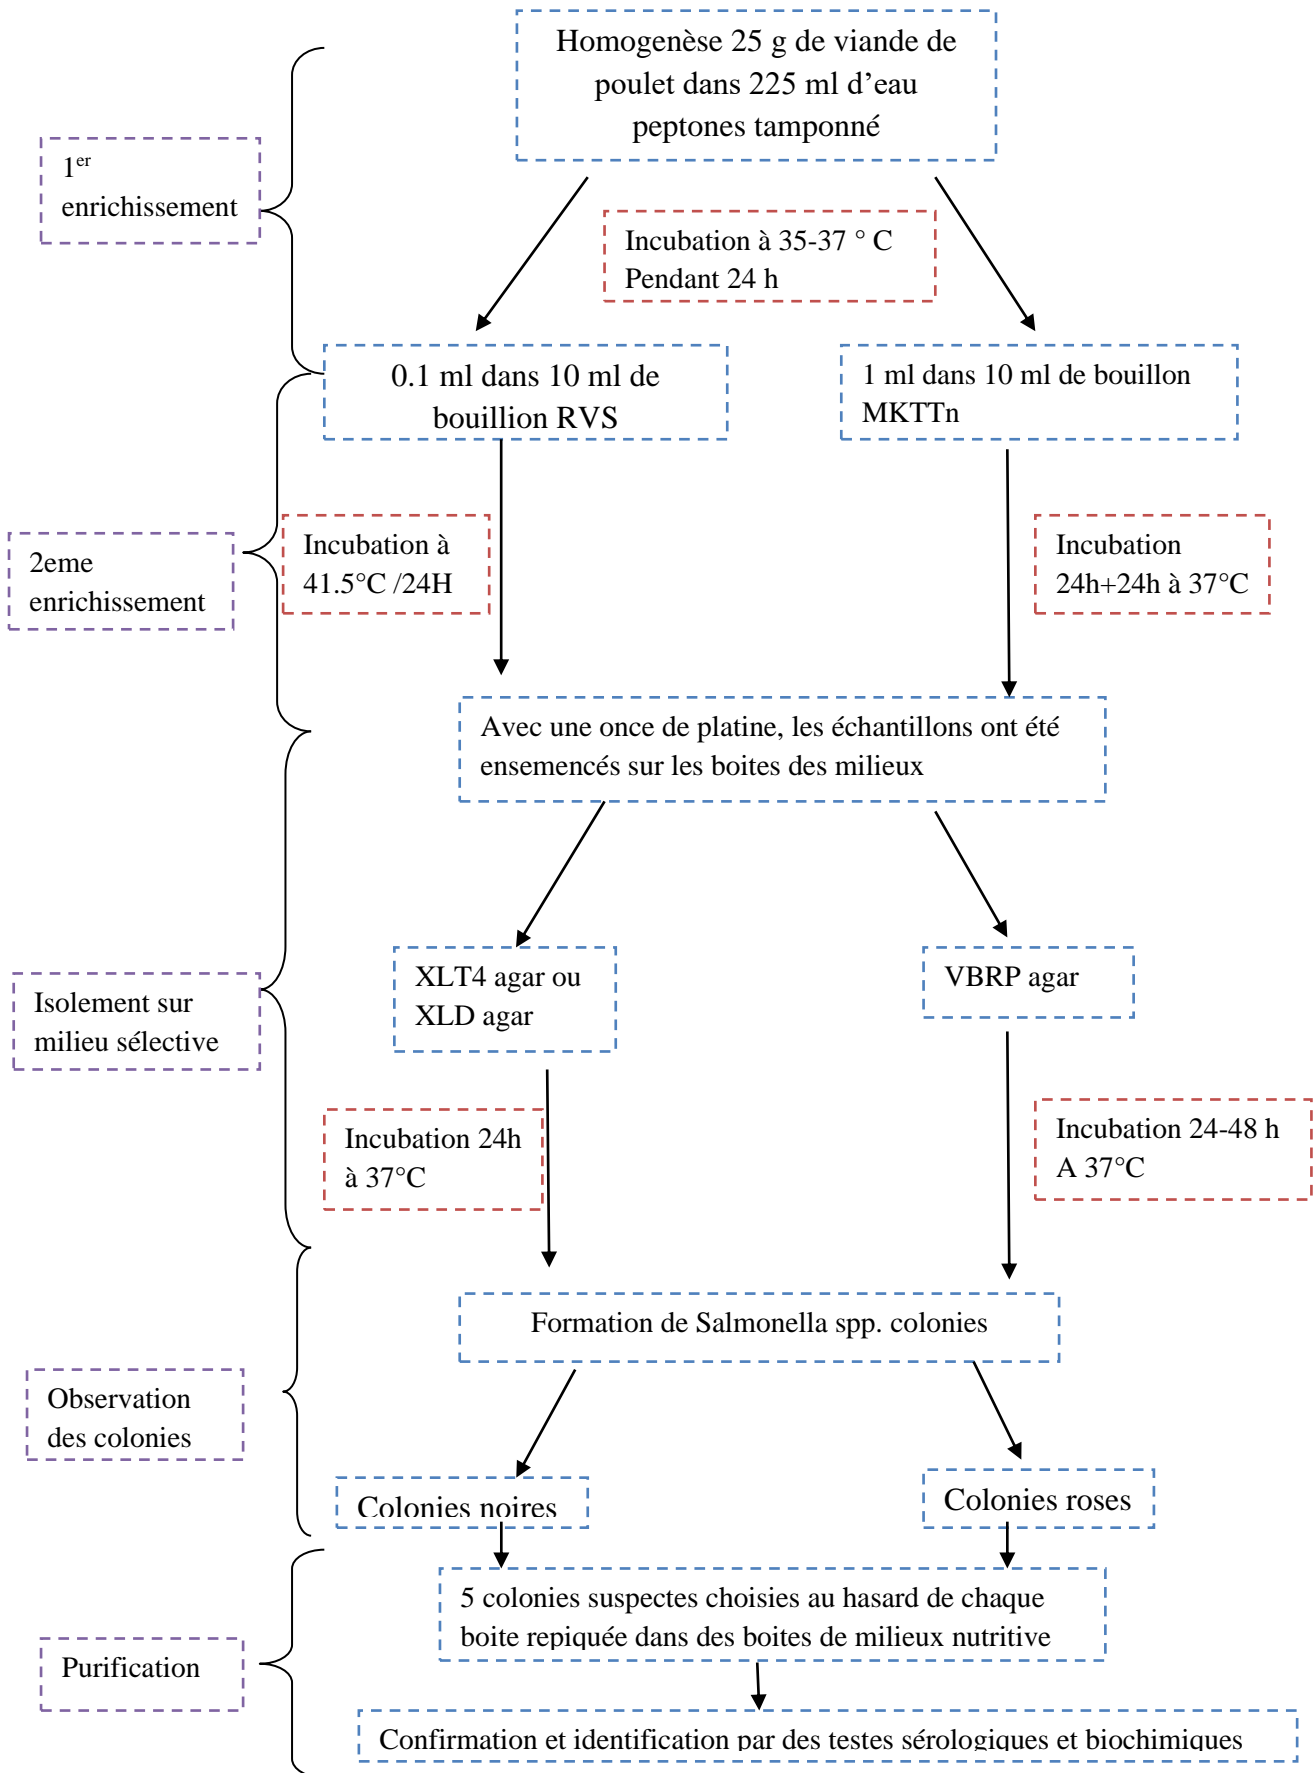 Homogenèse 25 g de viande de
poulet dans 225 ml d’eau
peptones tamponné
1er
enrichissement
Incubation à 35-37 ° C
Pendant 24 h
0.1 ml dans 10 ml de
bouillion RVS
1 ml dans 10 ml de bouillon
MKTTn
2eme
enrichissement
Incubation à
41.5°C /24H
Incubation
24h+24h à 37°C
Avec une once de platine, les échantillons ont été
ensemencés sur les boites des milieux
Isolement sur
milieu sélective
XLT4 agar ou
XLD agar
VBRP agar
Incubation 24h
à 37°C
Incubation 24-48 h
A 37°C
Formation de Salmonella spp. colonies
Observation
des colonies
Colonies noires
Colonies roses
5 colonies suspectes choisies au hasard de chaque
boite repiquée dans des boites de milieux nutritive
Purification
Confirmation et identification par des testes sérologiques et biochimiques